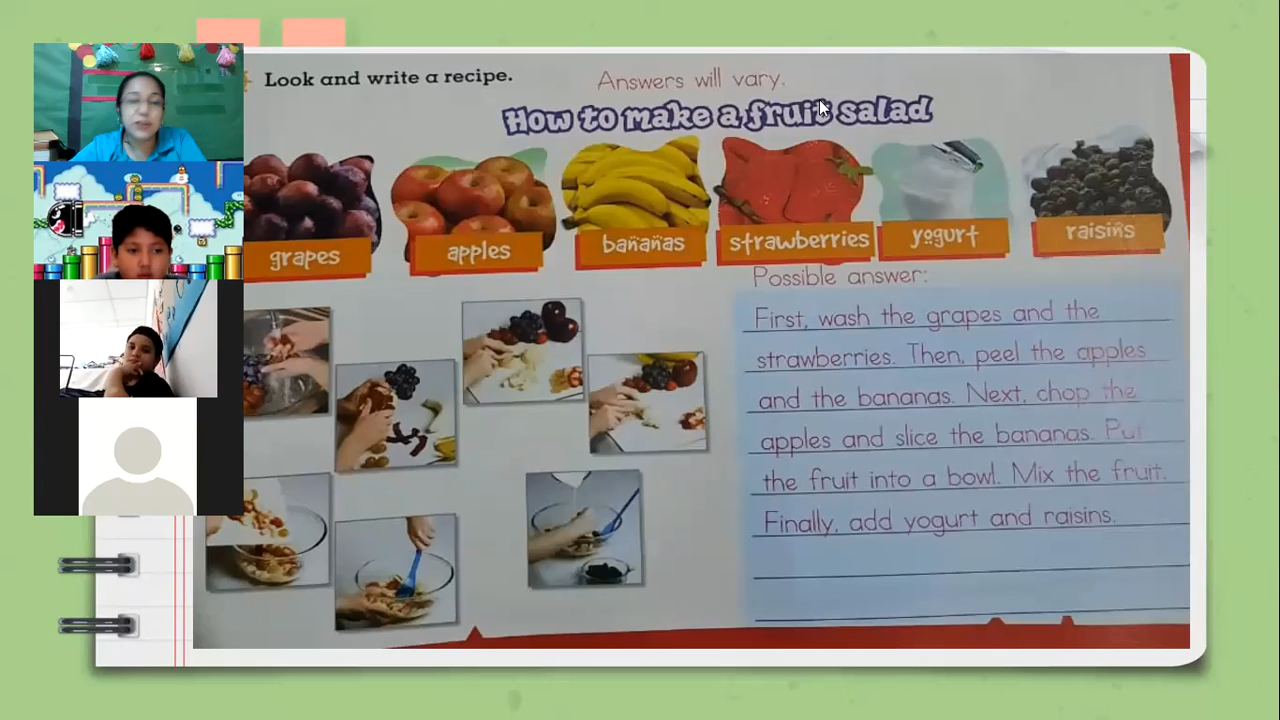 Look and write a recipe.
Answers will vary.
How to make a fruit salad
grapes
apples
bananas
strawberries
yogurt
raisins
Possible answer:
First, wash the grapes and the
strawberries. Then, peel the apples
and the bananas. Next, chop the
apples and slice the bananas. Put
the fruit into a bowl. Mix the fruit.
Finally, add yogurt and raisins.